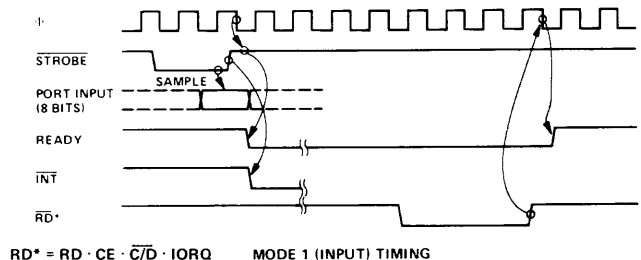 Φ
STROBE
SAMPLE
PORT INPUT
(8 BITS)
READY
INT
RD*
RD* = RD · CE · C/D · IORQ MODE 1 (INPUT) TIMING